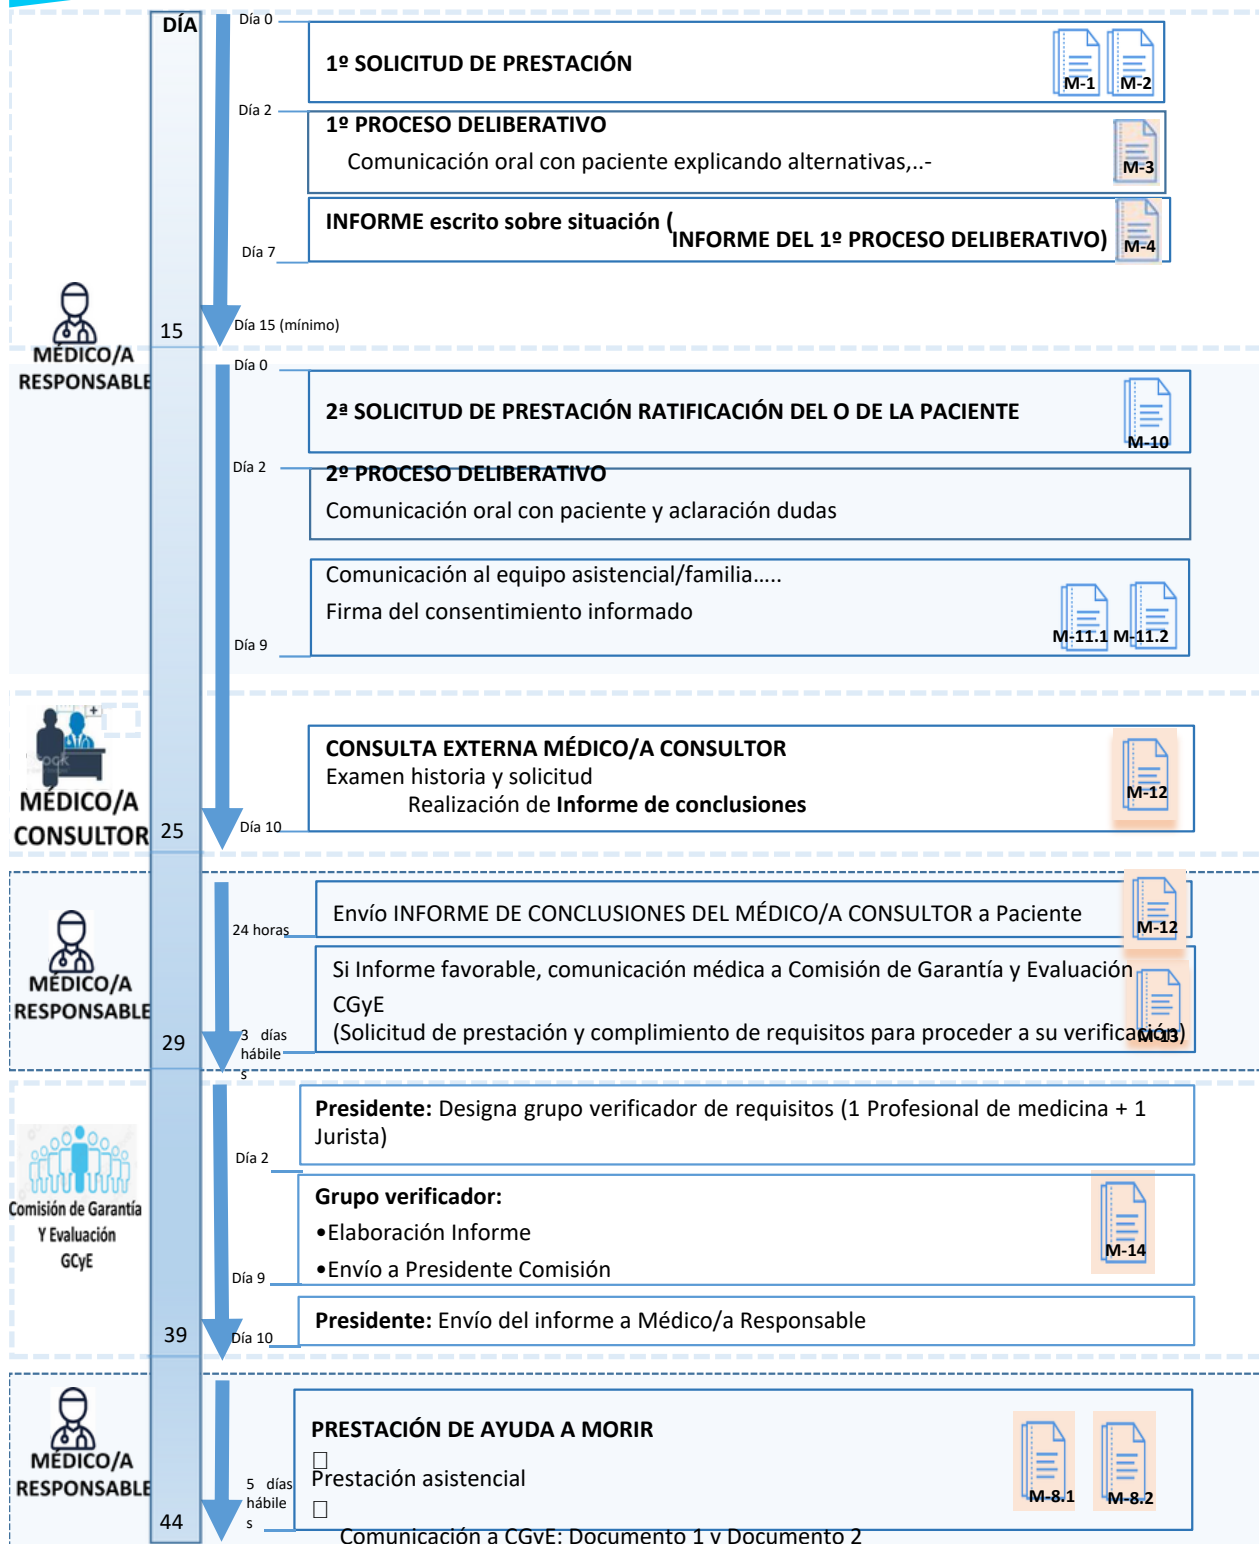 DÍA
Día 0
1º SOLICITUD DE PRESTACIÓN
M-1 M-2
Día 2
1º PROCESO DELIBERATIVO
Comunicación oral con paciente explicando alternativas,..-
M-3
INFORME escrito sobre situación (
INFORME DEL 1º PROCESO DELIBERATIVO)
M-4
Día 7
15
Día 15 (mínimo)
MÉDICO/A
RESPONSABLE
Día 0
2ª SOLICITUD DE PRESTACIÓN RATIFICACIÓN DEL O DE LA PACIENTE
M-10
Día 2
2º PROCESO DELIBERATIVO
Comunicación oral con paciente y aclaración dudas
Comunicación al equipo asistencial/familia…..
Firma del consentimiento informado
M-11.1 M-11.2
Día 9
CONSULTA EXTERNA MÉDICO/A CONSULTOR
Examen historia y solicitud
Realización de Informe de conclusiones
M-12
MÉDICO/A
CONSULTOR
25
Día 10
Envío INFORME DE CONCLUSIONES DEL MÉDICO/A CONSULTOR a Paciente
M-12
24 horas
Si Informe favorable, comunicación médica a Comisión de Garantía y Evaluación
CGyE
(Solicitud de prestación y complimiento de requisitos para proceder a su verificación)
M-13
MÉDICO/A
RESPONSABLE
29
3 días
hábile
s
Presidente: Designa grupo verificador de requisitos (1 Profesional de medicina + 1
Jurista)
Día 2
Grupo verificador:
•Elaboración Informe
•Envío a Presidente Comisión
M-14
Comisión de Garantía
Y Evaluación
GCyE
Día 9
Presidente: Envío del informe a Médico/a Responsable
39
Día 10
PRESTACIÓN DE AYUDA A MORIR
Prestación asistencial
M-8.1 M-8.2
MÉDICO/A
RESPONSABLE
5 días
hábile
s
44
Comunicación a CGyE: Documento 1 y Documento 2